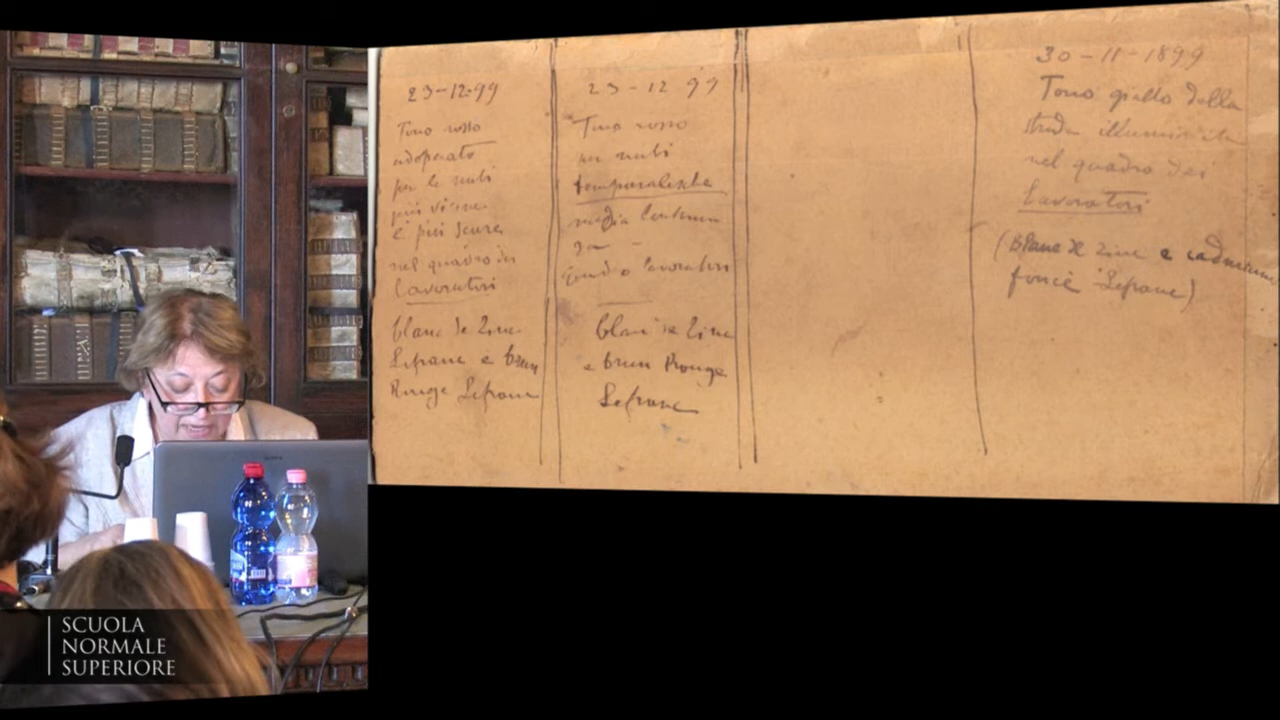 23-12-99
Tono rosso
adoperato
per le nubi
più vicine
e più scure
nel quadro dei
Lavoratori
blanc de Zinc
Lefranc e brun
Rouge Lefranc
23-12 99
Tono rosso
per nubi
temporalesche
Quadro lavoratori
blanc de Zinc
e brun Rouge
Lefranc
30-11-1899
Tono giallo della
strada illuminata
nel quadro dei
Lavoratori
(Blanc de Zinc e cadmium
foncé Lefranc)
SCUOLA
NORMALE
SUPERIORE